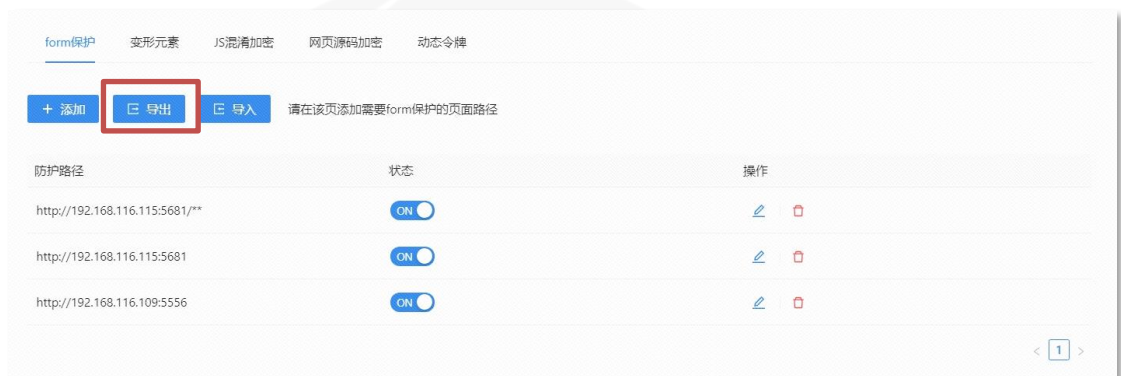 form保护 变形元素 JS混淆加密 网页源码加密 动态令牌
+ 添加 导出 导入 请在该页添加需要form保护的页面路径
防护路径 状态 操作
http://192.168.116.115:5681/** ON
http://192.168.116.115:5681 ON
http://192.168.116.109:5556 ON
< 1 >